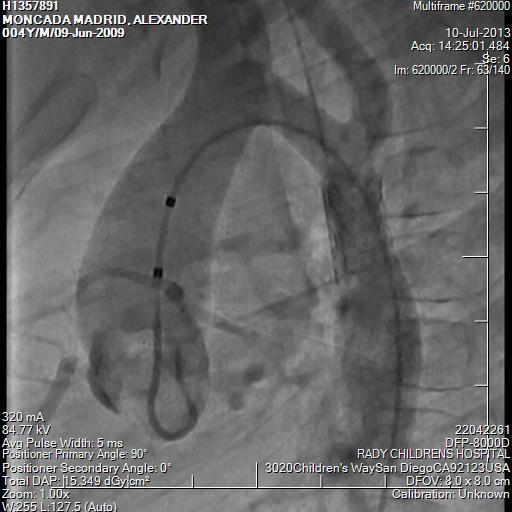 H1357891
MONCADA MADRID, ALEXANDER
004Y/M/09-Jun-2009
Multiframe #620000
10-Jul-2013
Acq: 14:25:01.484
Se: 6
Im: 620000/2 Fr: 63/140
320 mA
84.77 kV
Avg Pulse Width: 5 ms
Positioner Primary Angle: 90°
Positioner Secondary Angle: 0°
Total DAP: 15.349 dGy|cm²
Zoom: 1.00x
W:255 L:127.5 (Auto)
22042261
DFP-8000D
RADY CHILDRENS HOSPITAL
3020Children's WaySan DiegoCA92123USA
DFOV: 8.0 x 8.0 cm
Calibration: Unknown